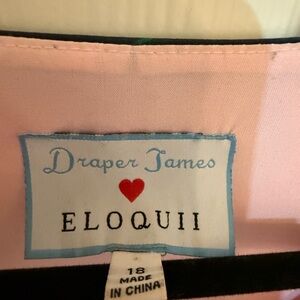 Draper James
ELOQUII
18
MADE
IN CHINA